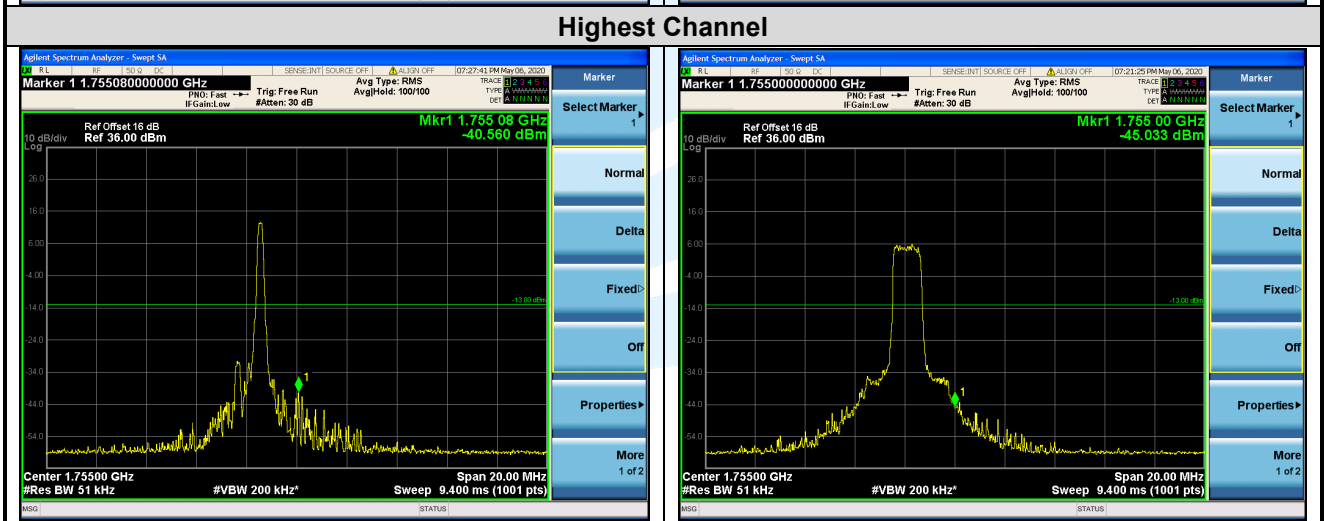 Highest Channel
Agilent Spectrum Analyzer - Swept SA
RL RF 50 Ω DC SENSE:INT SOURCE OFF ALIGN OFF 07:27:41 PM May 06, 2020
Marker 1 1.755080000000 GHz
PNO: Fast
IFGain:Low
Trig: Free Run
#Atten: 30 dB
Avg Type: RMS
Avg|Hold: 100/100
TRACE 1 2 3 4 5 6
TYPE A
DET A N N N N N
Mkr1 1.755 08 GHz
-40.560 dBm
Ref Offset 16 dB
10 dB/div Ref 36.00 dBm
Log
26.0
16.0
6.00
-4.00
-13.00 dBm
-14.0
-24.0
-34.0
1
-44.0
-54.0
Center 1.75500 GHz Span 20.00 MHz
#Res BW 51 kHz #VBW 200 kHz* Sweep 9.400 ms (1001 pts)
MSG STATUS
Marker
Select Marker
1
Normal
Delta
Fixed
Off
Properties
More
1 of 2
Agilent Spectrum Analyzer - Swept SA
RL RF 50 Ω DC SENSE:INT SOURCE OFF ALIGN OFF 07:21:25 PM May 06, 2020
Marker 1 1.755000000000 GHz
PNO: Fast
IFGain:Low
Trig: Free Run
#Atten: 30 dB
Avg Type: RMS
Avg|Hold: 100/100
TRACE 1 2 3 4 5 6
TYPE A
DET A N N N N N
Mkr1 1.755 00 GHz
-45.033 dBm
Ref Offset 16 dB
10 dB/div Ref 36.00 dBm
Log
26.0
16.0
6.00
-4.00
-13.00 dBm
-14.0
-24.0
-34.0
1
-44.0
-54.0
Center 1.75500 GHz Span 20.00 MHz
#Res BW 51 kHz #VBW 200 kHz* Sweep 9.400 ms (1001 pts)
MSG STATUS
Marker
Select Marker
1
Normal
Delta
Fixed
Off
Properties
More
1 of 2